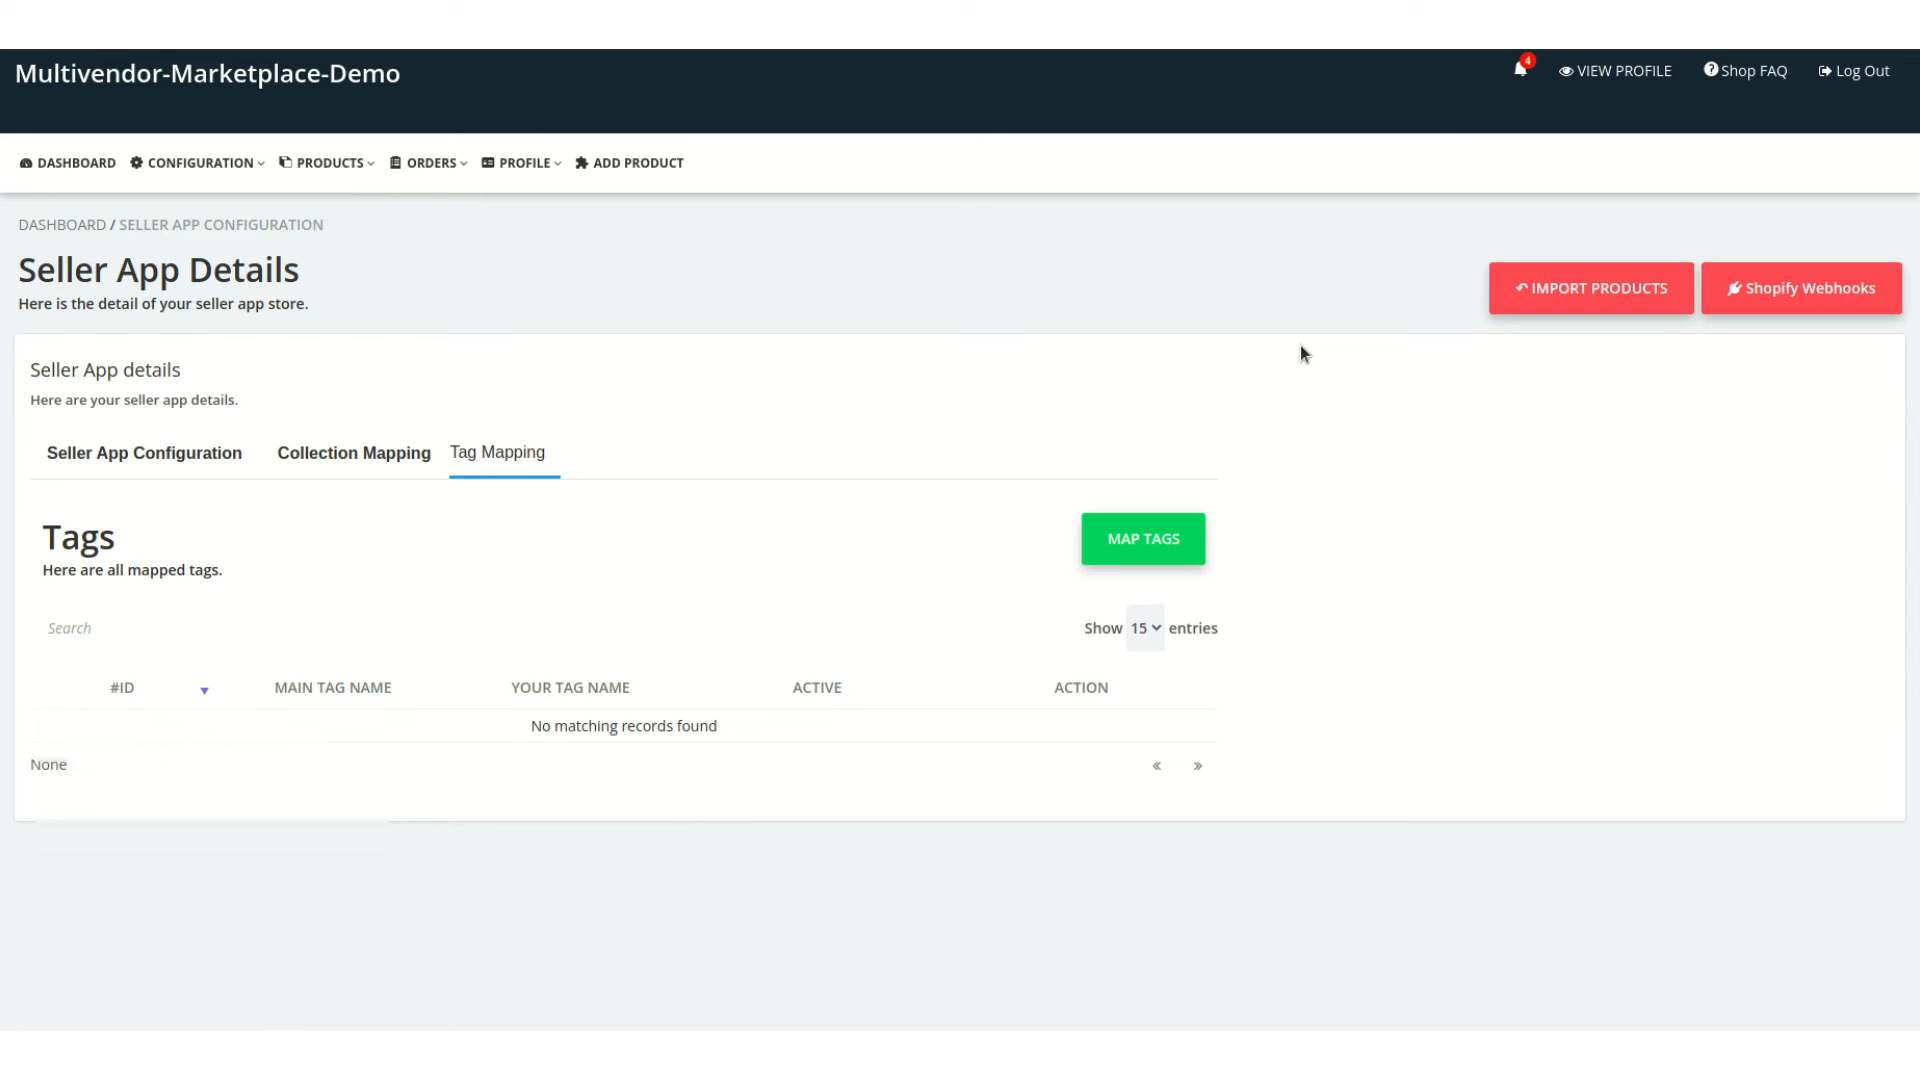 Multivendor-Marketplace-Demo
4
VIEW PROFILE
Shop FAQ
Log Out
DASHBOARD
CONFIGURATION
PRODUCTS
ORDERS
PROFILE
ADD PRODUCT
DASHBOARD / SELLER APP CONFIGURATION
Seller App Details
Here is the detail of your seller app store.
IMPORT PRODUCTS
Shopify Webhooks
Seller App details
Here are your seller app details.
Seller App Configuration
Collection Mapping
Tag Mapping
Tags
Here are all mapped tags.
MAP TAGS
Search
Show 15 entries
#ID
MAIN TAG NAME
YOUR TAG NAME
ACTIVE
ACTION
No matching records found
None
« »